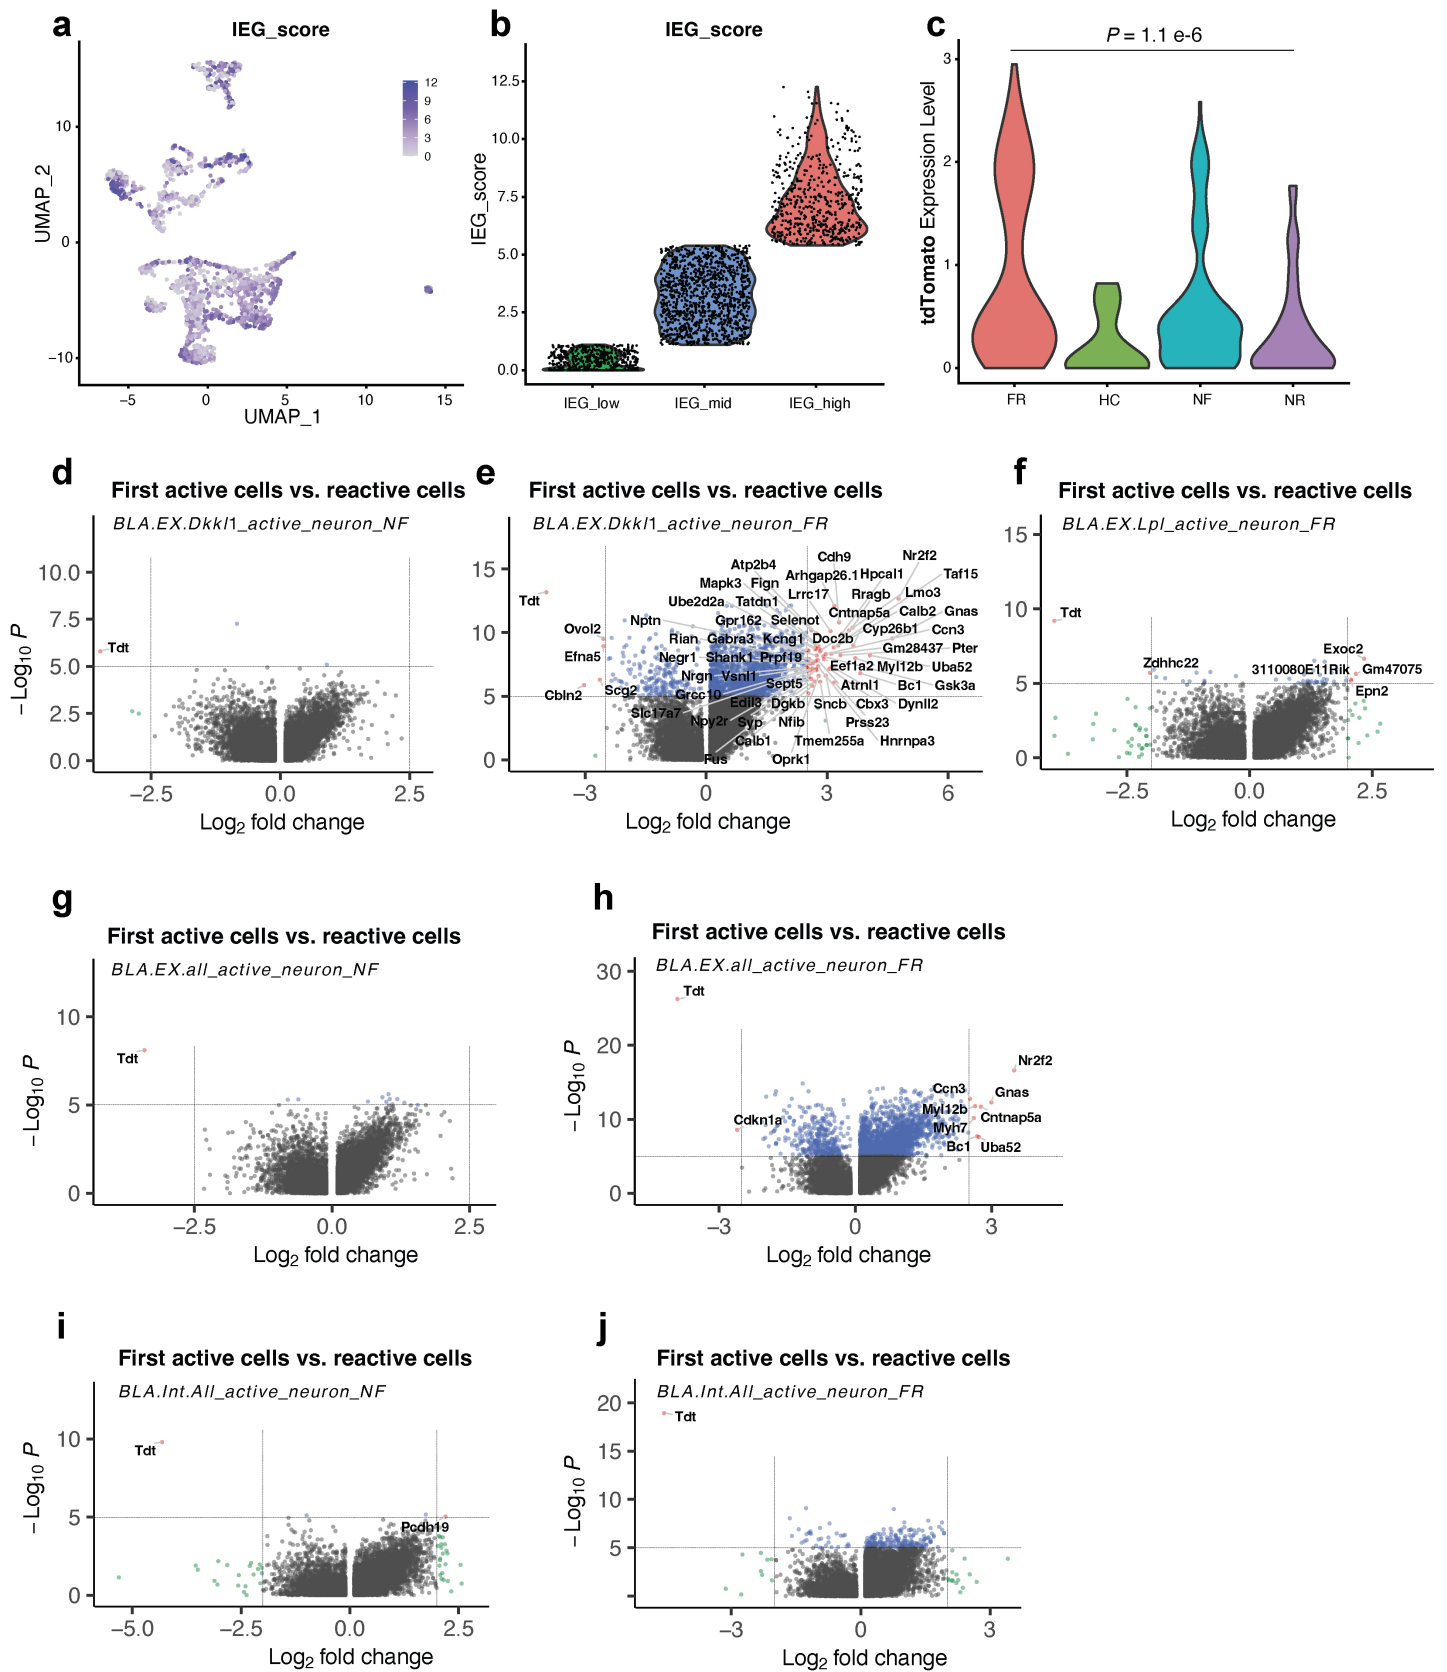 a
IEG_score
12
9
6
3
0
10
0
−10
UMAP_2
−5
0
5
10
15
UMAP_1
b
IEG_score
12.5
10.0
7.5
5.0
2.5
0.0
IEG_score
IEG_low
IEG_mid
IEG_high
c
P = 1.1 e-6
3
2
1
0
tdTomato Expression Level
FR
HC
NF
NR
d
First active cells vs. reactive cells
BLA.EX.Dkkl1_active_neuron_NF
10.0
7.5
5.0
2.5
0.0
− Log10 P
Tdt
−2.5
0.0
2.5
Log2 fold change
e
First active cells vs. reactive cells
BLA.EX.Dkkl1_active_neuron_FR
15
10
5
0
Cdh9
Nr2f2
Atp2b4
Arhgap26.1
Hpcal1
Taf15
Mapk3
Fign
Lrrc17
Rragb
Lmo3
Tdt
Ube2d2a
Tatdn1
Cntnap5a
Calb2
Gnas
Nptn
Gpr162
Selenot
Ovol2
Cyp26b1
Ccn3
Rian
Gabra3
Kcng1
Doc2b
Gm28437
Pter
Efna5
Negr1
Shank1
Prpf19
Eef1a2
Myl12b
Uba52
Nrgn
Vsnl1
Sept5
Atrnl1
Bc1
Gsk3a
Cbln2
Scg2
Grcc10
Edil3
Dgkb
Sncb
Cbx3
Dynll2
Slc17a7
Npy2r
Syp
Nfib
Prss23
Calb1
Tmem255a
Hnrnpa3
Fus
Oprk1
−3
0
3
6
Log2 fold change
f
First active cells vs. reactive cells
BLA.EX.Lpl_active_neuron_FR
15
10
5
0
Tdt
Exoc2
Zdhhc22
3110080E11Rik
Gm47075
Epn2
−2.5
0.0
2.5
Log2 fold change
g
First active cells vs. reactive cells
BLA.EX.all_active_neuron_NF
10
5
0
− Log10 P
Tdt
−2.5
0.0
2.5
Log2 fold change
h
First active cells vs. reactive cells
BLA.EX.all_active_neuron_FR
30
20
10
0
− Log10 P
Tdt
Nr2f2
Ccn3
Gnas
Myl12b
Cntnap5a
Cdkn1a
Myh7
Bc1
Uba52
−3
0
3
Log2 fold change
i
First active cells vs. reactive cells
BLA.Int.All_active_neuron_NF
10
5
0
− Log10 P
Tdt
Pcdh19
−5.0
−2.5
0.0
2.5
Log2 fold change
j
First active cells vs. reactive cells
BLA.Int.All_active_neuron_FR
20
15
10
5
− Log10 P
Tdt
−3
0
3
Log2 fold change